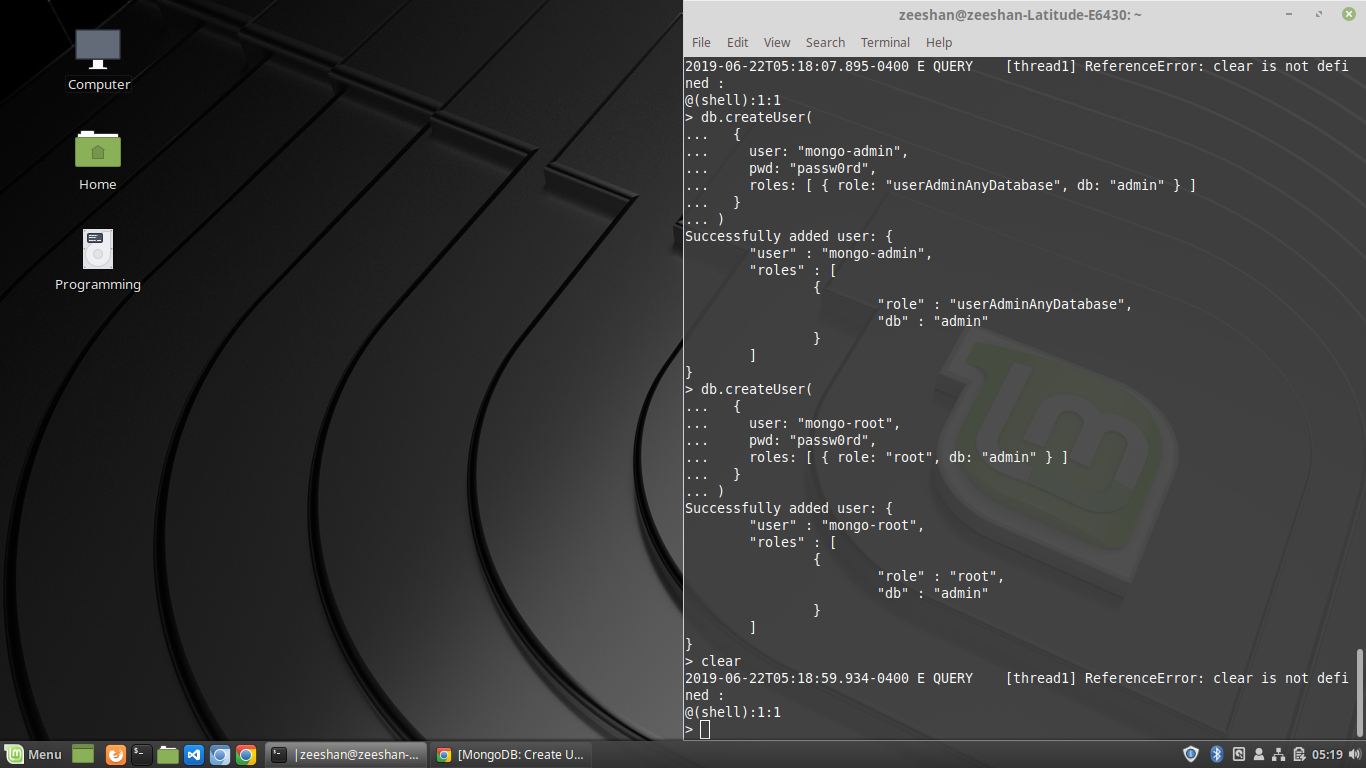 Computer
Home
Programming
zeeshan@zeeshan-Latitude-E6430: ~
File Edit View Search Terminal Help
2019-06-22T05:18:07.895-0400 E QUERY    [thread1] ReferenceError: clear is not defi
ned :
@(shell):1:1
> db.createUser(
...   {
...     user: "mongo-admin",
...     pwd: "passw0rd",
...     roles: [ { role: "userAdminAnyDatabase", db: "admin" } ]
...   }
... )
Successfully added user: {
        "user" : "mongo-admin",
        "roles" : [
                {
                        "role" : "userAdminAnyDatabase",
                        "db" : "admin"
                }
        ]
}
> db.createUser(
...   {
...     user: "mongo-root",
...     pwd: "passw0rd",
...     roles: [ { role: "root", db: "admin" } ]
...   }
... )
Successfully added user: {
        "user" : "mongo-root",
        "roles" : [
                {
                        "role" : "root",
                        "db" : "admin"
                }
        ]
}
> clear
2019-06-22T05:18:59.934-0400 E QUERY    [thread1] ReferenceError: clear is not defi
ned :
@(shell):1:1
>
Menu
|zeeshan@zeeshan-...
[MongoDB: Create U...
05:19